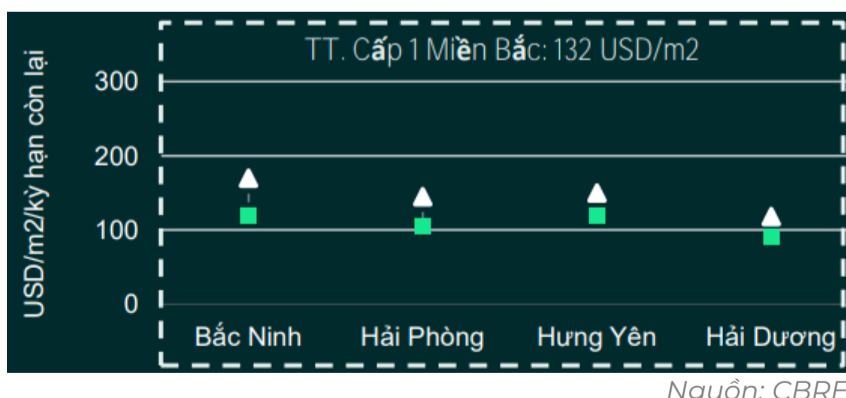 TT. Cấp 1 Miền Bắc: 132 USD/m2
USD/m2/kỳ hạn còn lại
300
200
100
0
Bắc Ninh
Hải Phòng
Hưng Yên
Hải Dương
Nguồn: CBRE